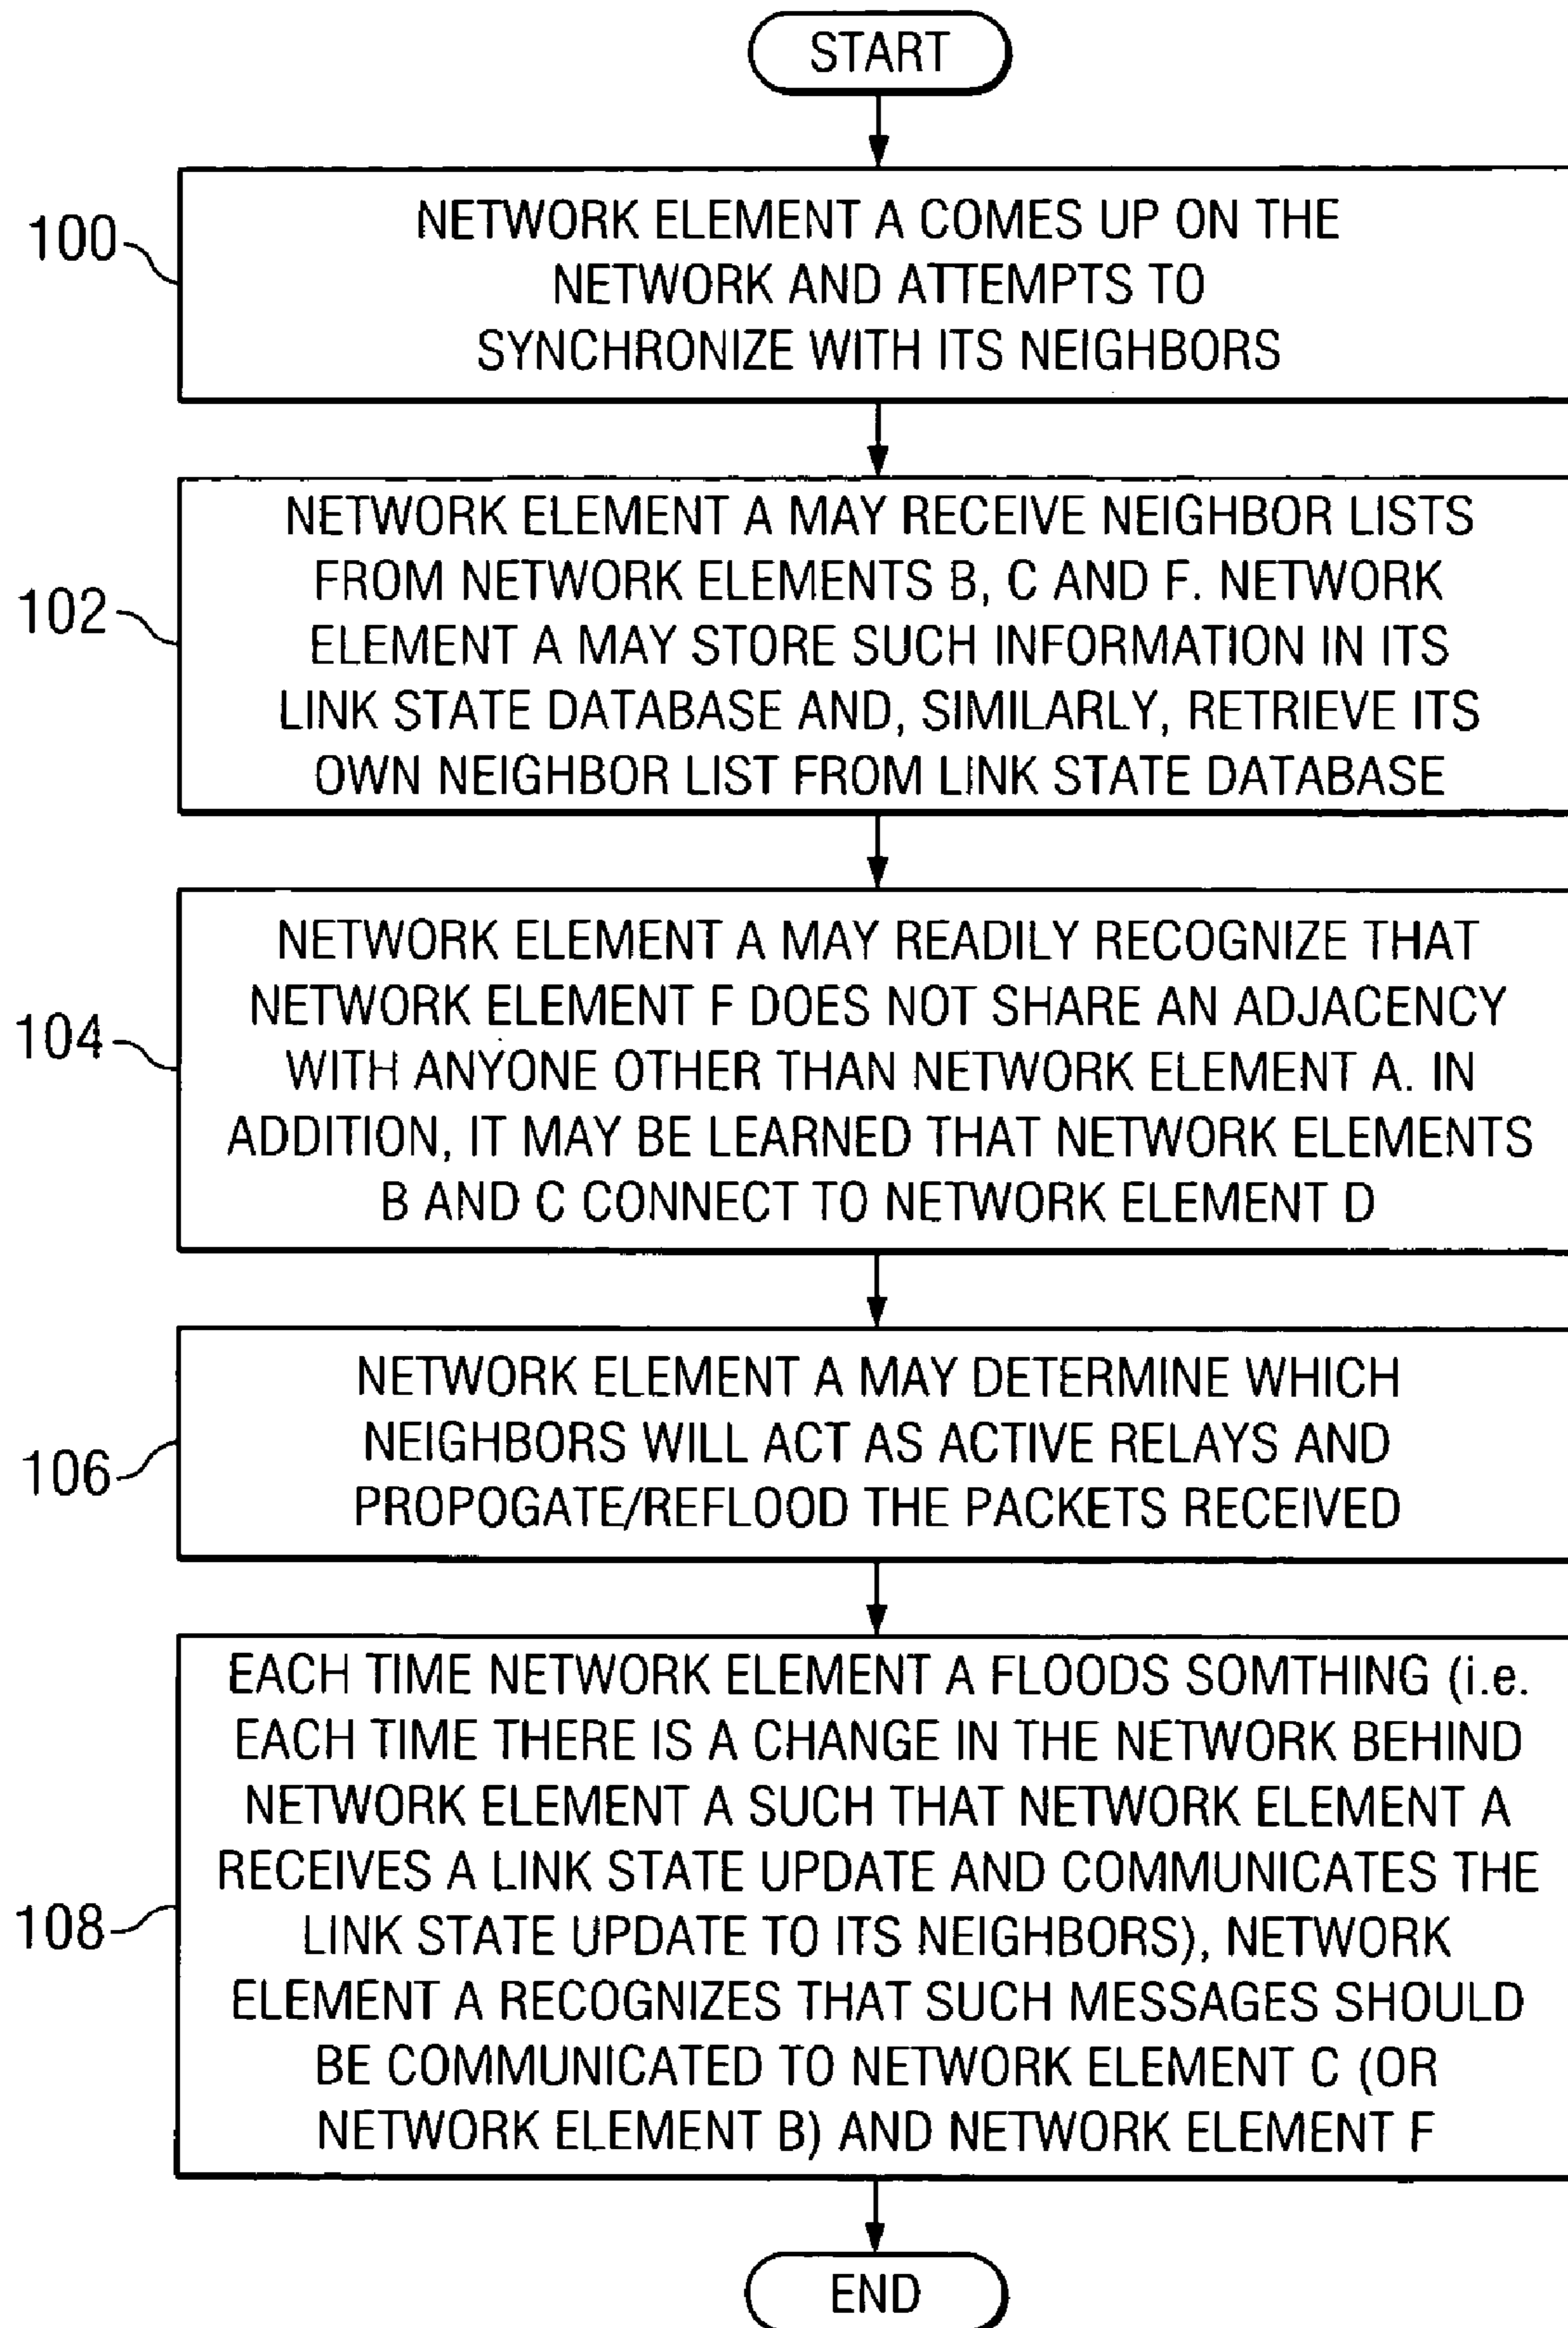 START
100
NETWORK ELEMENT A COMES UP ON THE
NETWORK AND ATTEMPTS TO
SYNCHRONIZE WITH ITS NEIGHBORS
102
NETWORK ELEMENT A MAY RECEIVE NEIGHBOR LISTS
FROM NETWORK ELEMENTS B, C AND F. NETWORK
ELEMENT A MAY STORE SUCH INFORMATION IN ITS
LINK STATE DATABASE AND, SIMILARLY, RETRIEVE ITS
OWN NEIGHBOR LIST FROM LINK STATE DATABASE
104
NETWORK ELEMENT A MAY READILY RECOGNIZE THAT
NETWORK ELEMENT F DOES NOT SHARE AN ADJACENCY
WITH ANYONE OTHER THAN NETWORK ELEMENT A. IN
ADDITION, IT MAY BE LEARNED THAT NETWORK ELEMENTS
B AND C CONNECT TO NETWORK ELEMENT D
106
NETWORK ELEMENT A MAY DETERMINE WHICH
NEIGHBORS WILL ACT AS ACTIVE RELAYS AND
PROPOGATE/REFLOOD THE PACKETS RECEIVED
108
EACH TIME NETWORK ELEMENT A FLOODS SOMTHING (i.e.
EACH TIME THERE IS A CHANGE IN THE NETWORK BEHIND
NETWORK ELEMENT A SUCH THAT NETWORK ELEMENT A
RECEIVES A LINK STATE UPDATE AND COMMUNICATES THE
LINK STATE UPDATE TO ITS NEIGHBORS), NETWORK
ELEMENT A RECOGNIZES THAT SUCH MESSAGES SHOULD
BE COMMUNICATED TO NETWORK ELEMENT C (OR
NETWORK ELEMENT B) AND NETWORK ELEMENT F
END